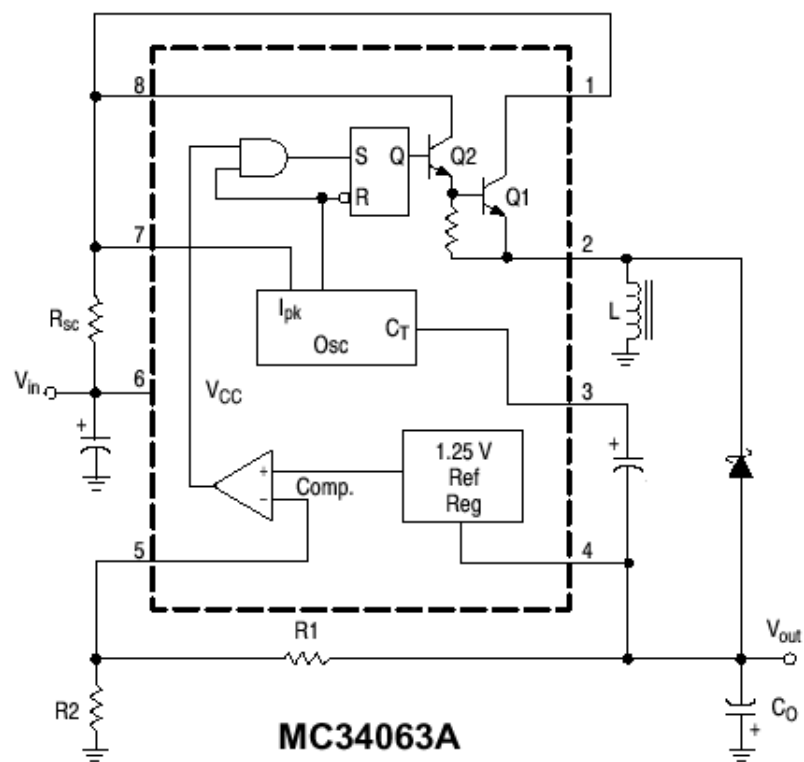 8
1
S
Q
Q2
R
Q1
7
2
Ipk
Osc
CT
L
Rsc
Vin
6
VCC
3
+
+
1.25 V
Ref
Reg
+
−
Comp.
5
4
R1
Vout
R2
CO
+
MC34063A